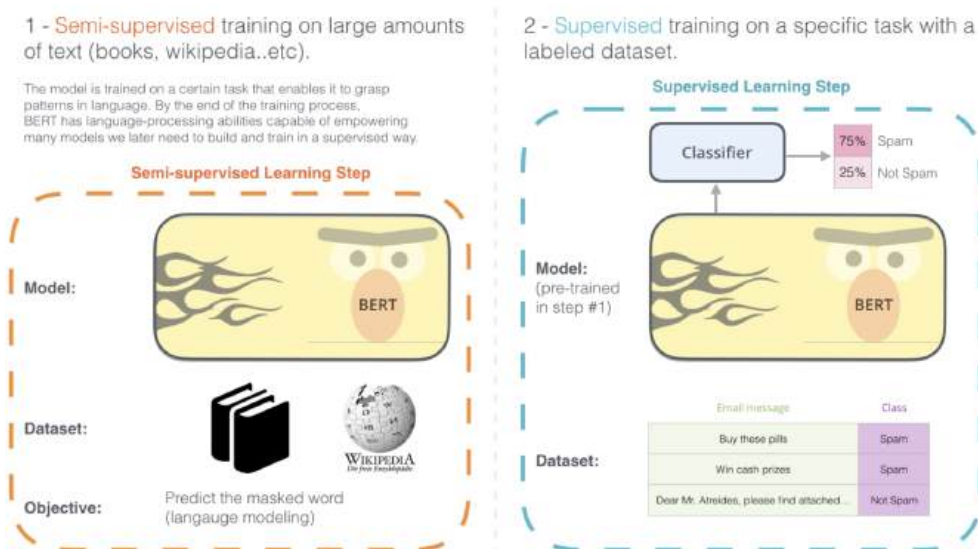 1 - Semi-supervised training on large amounts
of text (books, wikipedia..etc).
The model is trained on a certain task that enables it to grasp
patterns in language. By the end of the training process,
BERT has language-processing abilities capable of empowering
many models we later need to build and train in a supervised way.
Semi-supervised Learning Step
Model:
BERT
Dataset:
WIKIPEDIA
Die freie Enzyklopädie
Objective:
Predict the masked word
(langauge modeling)
2 - Supervised training on a specific task with a
labeled dataset.
Supervised Learning Step
Classifier
75% Spam
25% Not Spam
Model:
(pre-trained
in step #1)
BERT
Dataset:
Email message Class
Buy these pills Spam
Win cash prizes Spam
Dear Mr. Atreides, please find attached... Not Spam